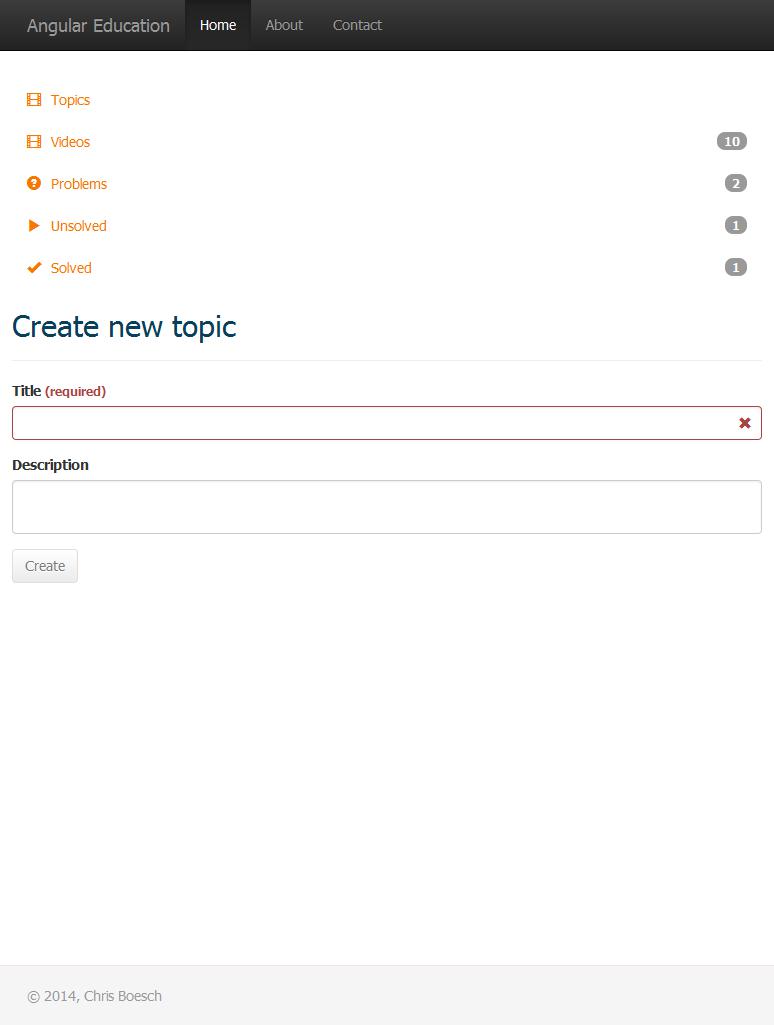 Angular Education Home About Contact
Topics
Videos 10
Problems 2
Unsolved 1
Solved 1
Create new topic
Title (required)
Description
Create
© 2014, Chris Boesch